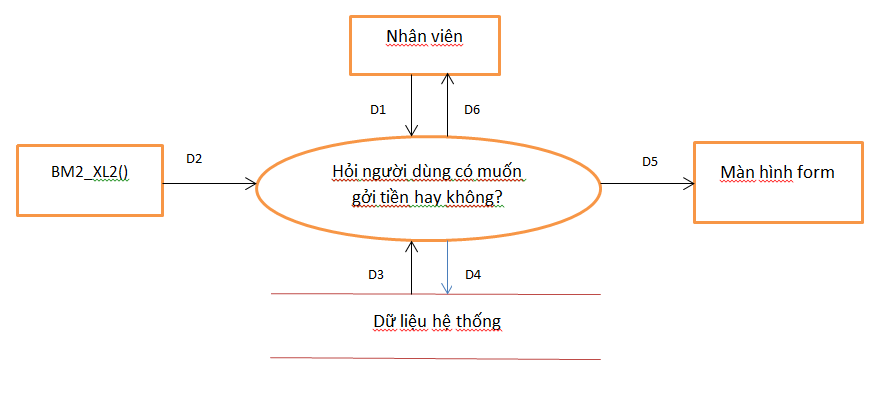 Nhân viên
D1
D6
BM2_XL2()
D2
Hỏi người dùng có muốn
gởi tiền hay không?
D5
Màn hình form
D3
D4
Dữ liệu hệ thống